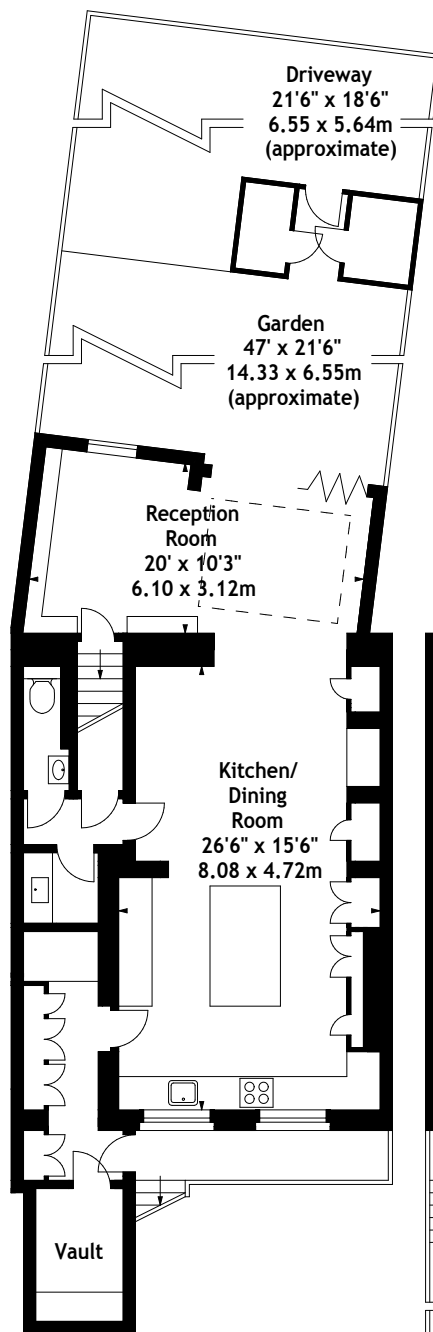 Driveway
21'6" x 18'6"
6.55 x 5.64m
(approximate)
Garden
47' x 21'6"
14.33 x 6.55m
(approximate)
Reception
Room
20' x 10'3"
6.10 x 3.12m
Kitchen/
Dining
Room
26'6" x 15'6"
8.08 x 4.72m
Vault